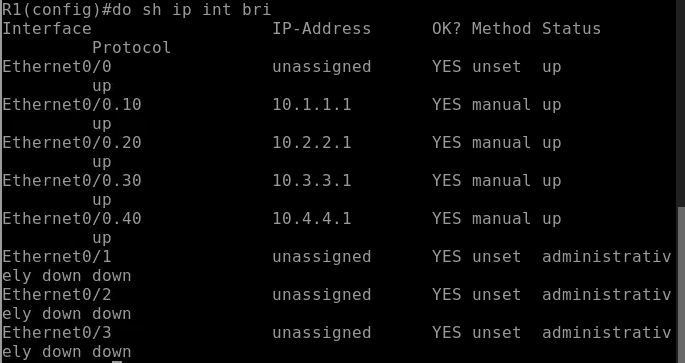 R1(config)#do sh ip int bri
Interface                  IP-Address      OK? Method Status
         Protocol
Ethernet0/0                unassigned      YES unset  up
         up
Ethernet0/0.10             10.1.1.1        YES manual up
         up
Ethernet0/0.20             10.2.2.1        YES manual up
         up
Ethernet0/0.30             10.3.3.1        YES manual up
         up
Ethernet0/0.40             10.4.4.1        YES manual up
         up
Ethernet0/1                unassigned      YES unset  administrativ
ely down down
Ethernet0/2                unassigned      YES unset  administrativ
ely down down
Ethernet0/3                unassigned      YES unset  administrativ
ely down down